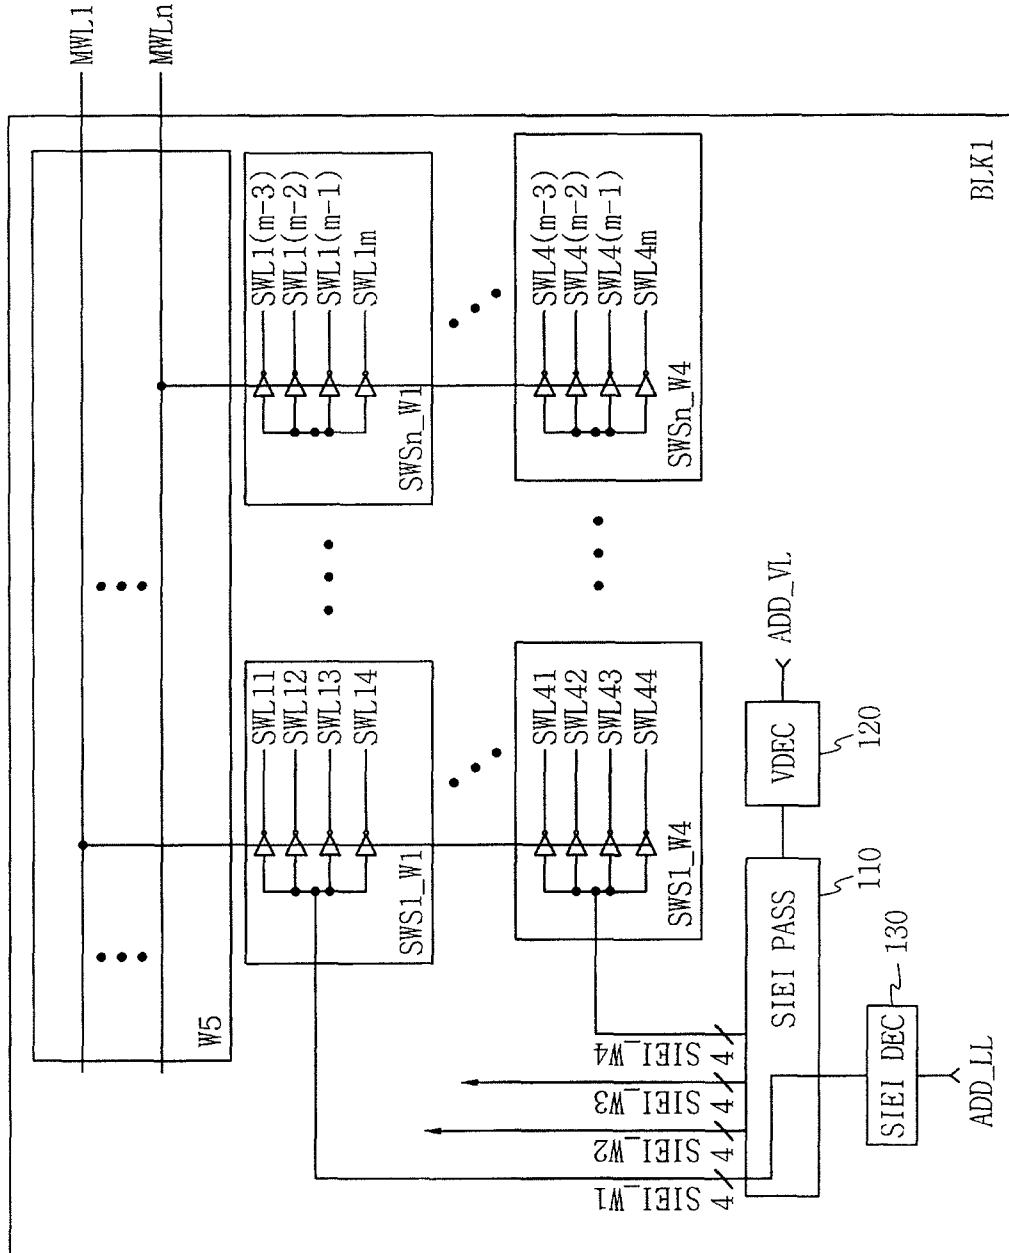 MWL1
MWLn
BLK1
W5
SWL11
SWL12
SWL13
SWL14
SWS1_W1
SWL1(m-3)
SWL1(m-2)
SWL1(m-1)
SWL1m
SWSn_W1
SWL41
SWL42
SWL43
SWL44
SWS1_W4
SWL4(m-3)
SWL4(m-2)
SWL4(m-1)
SWL4m
SWSn_W4
SIEI_W1
4
SIEI_W2
4
SIEI_W3
4
SIEI_W4
4
SIEI PASS
110
VDEC
120
ADD_VL
SIEI DEC
130
ADD_LL